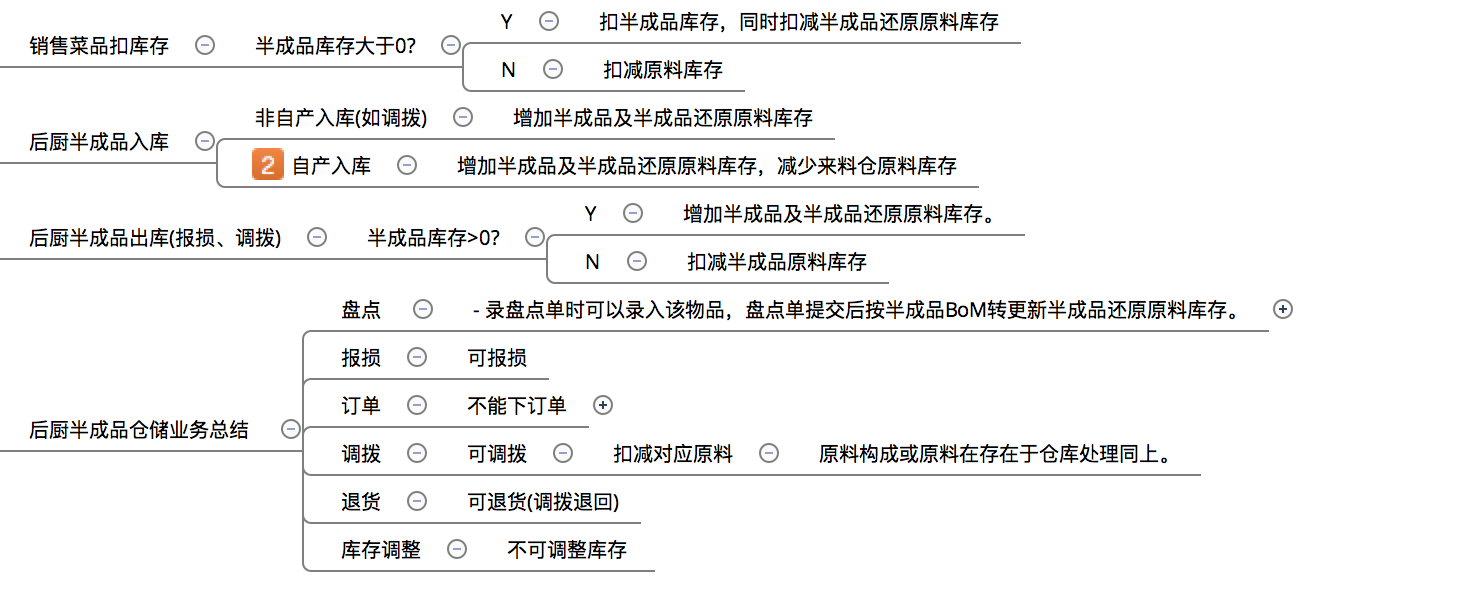 销售菜品扣库存 半成品库存大于0?
Y 扣半成品库存，同时扣减半成品还原原料库存
N 扣减原料库存
后厨半成品入库
非自产入库(如调拨) 增加半成品及半成品还原原料库存
2 自产入库 增加半成品及半成品还原原料库存，减少来料仓原料库存
后厨半成品出库(报损、调拨) 半成品库存>0?
Y 增加半成品及半成品还原原料库存。
N 扣减半成品原料库存
后厨半成品仓储业务总结
盘点 - 录盘点单时可以录入该物品，盘点单提交后按半成品BoM转更新半成品还原原料库存。
报损 可报损
订单 不能下订单
调拨 可调拨 扣减对应原料 原料构成或原料在存在于仓库处理同上。
退货 可退货(调拨退回)
库存调整 不可调整库存